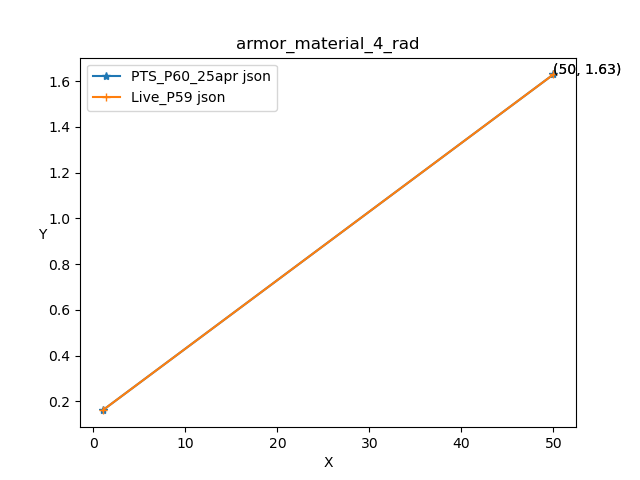 armor_material_4_rad
PTS_P60_25apr json
Live_P59 json
(50, 1.63)
1.6
1.4
1.2
1.0
0.8
0.6
0.4
0.2
Y
0 10 20 30 40 50
X